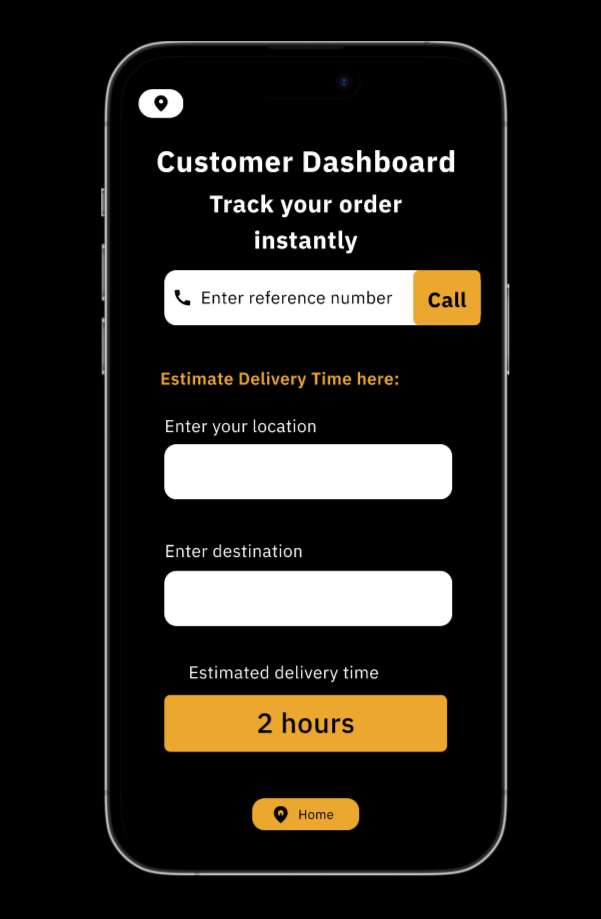 Customer Dashboard
Track your order
instantly
Enter reference number
Call
Estimate Delivery Time here:
Enter your location
Enter destination
Estimated delivery time
2 hours
Home